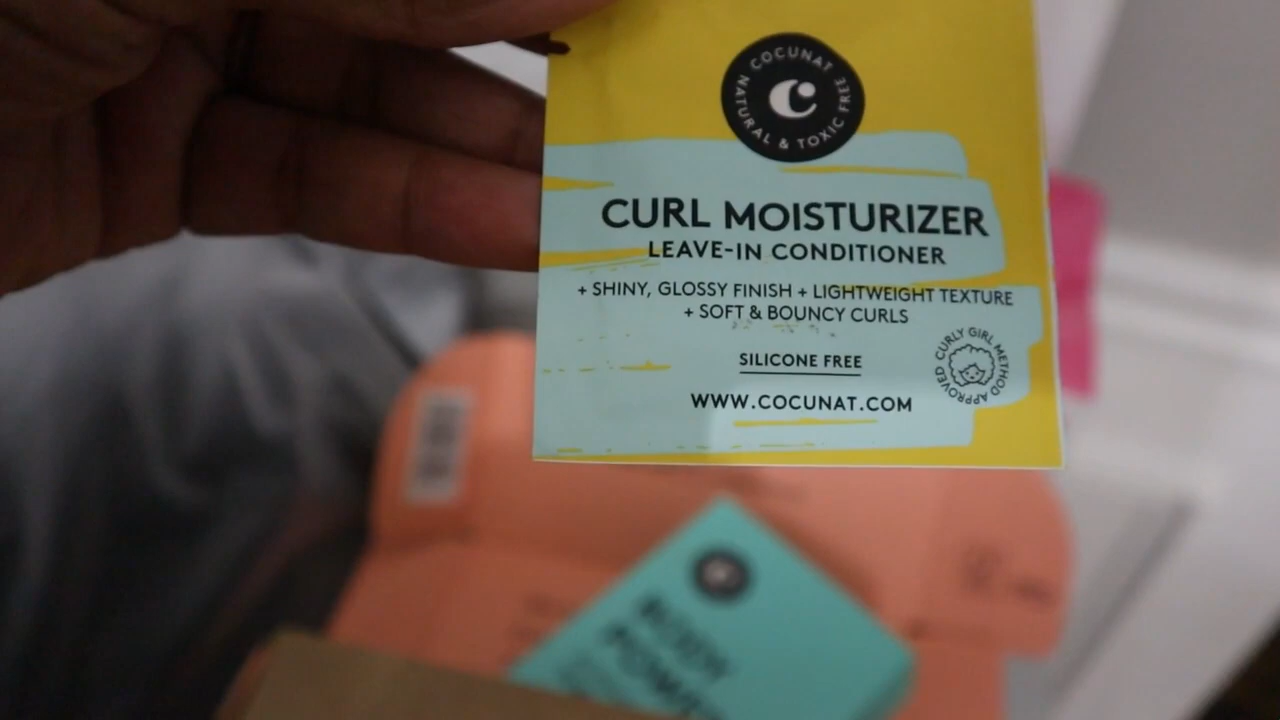 COCUNAT
NATURAL & TOXIC FREE
C
CURL MOISTURIZER
LEAVE-IN CONDITIONER
+ SHINY, GLOSSY FINISH + LIGHTWEIGHT TEXTURE
+ SOFT & BOUNCY CURLS
SILICONE FREE
CURLY GIRL METHOD APPROVED
WWW.COCUNAT.COM
C
BODY